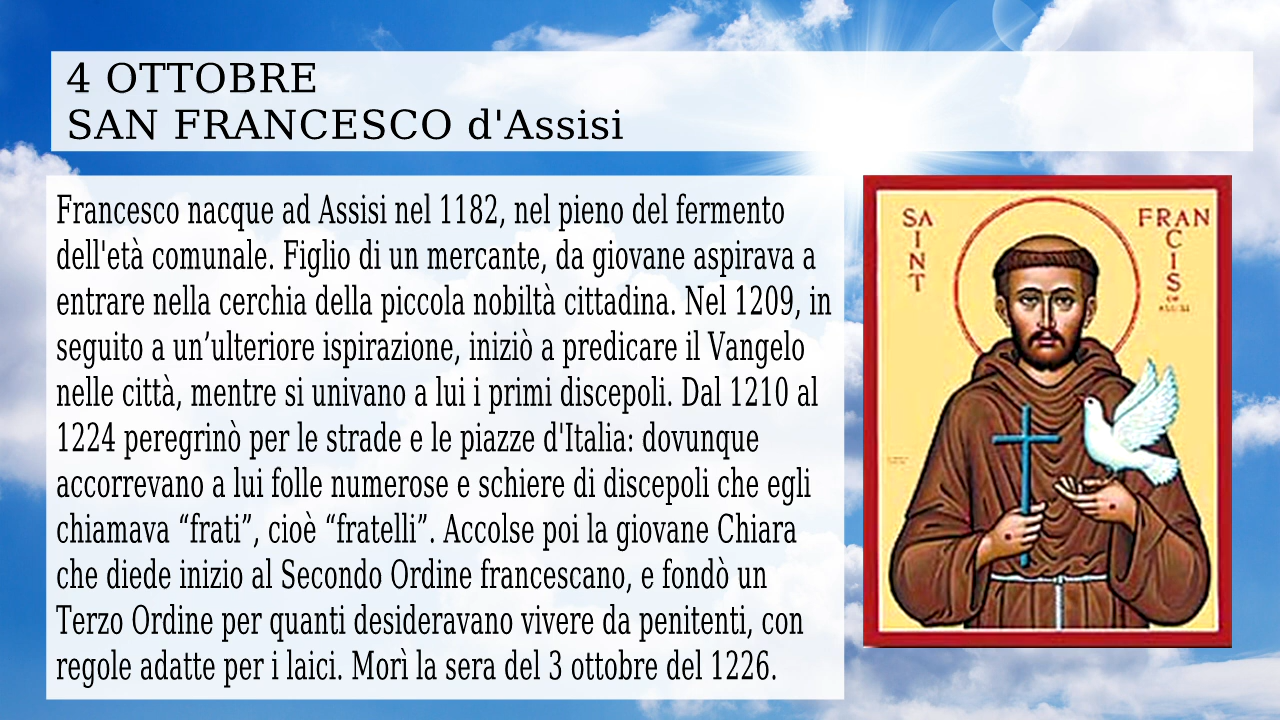 4 OTTOBRE
SAN FRANCESCO d'Assisi
Francesco nacque ad Assisi nel 1182, nel pieno del fermento
dell'età comunale. Figlio di un mercante, da giovane aspirava a
entrare nella cerchia della piccola nobiltà cittadina. Nel 1209, in
seguito a un’ulteriore ispirazione, iniziò a predicare il Vangelo
nelle città, mentre si univano a lui i primi discepoli. Dal 1210 al
1224 peregrinò per le strade e le piazze d'Italia: dovunque
accorrevano a lui folle numerose e schiere di discepoli che egli
chiamava “frati”, cioè “fratelli”. Accolse poi la giovane Chiara
che diede inizio al Secondo Ordine francescano, e fondò un
Terzo Ordine per quanti desideravano vivere da penitenti, con
regole adatte per i laici. Morì la sera del 3 ottobre del 1226.
SAINT
FRANCIS